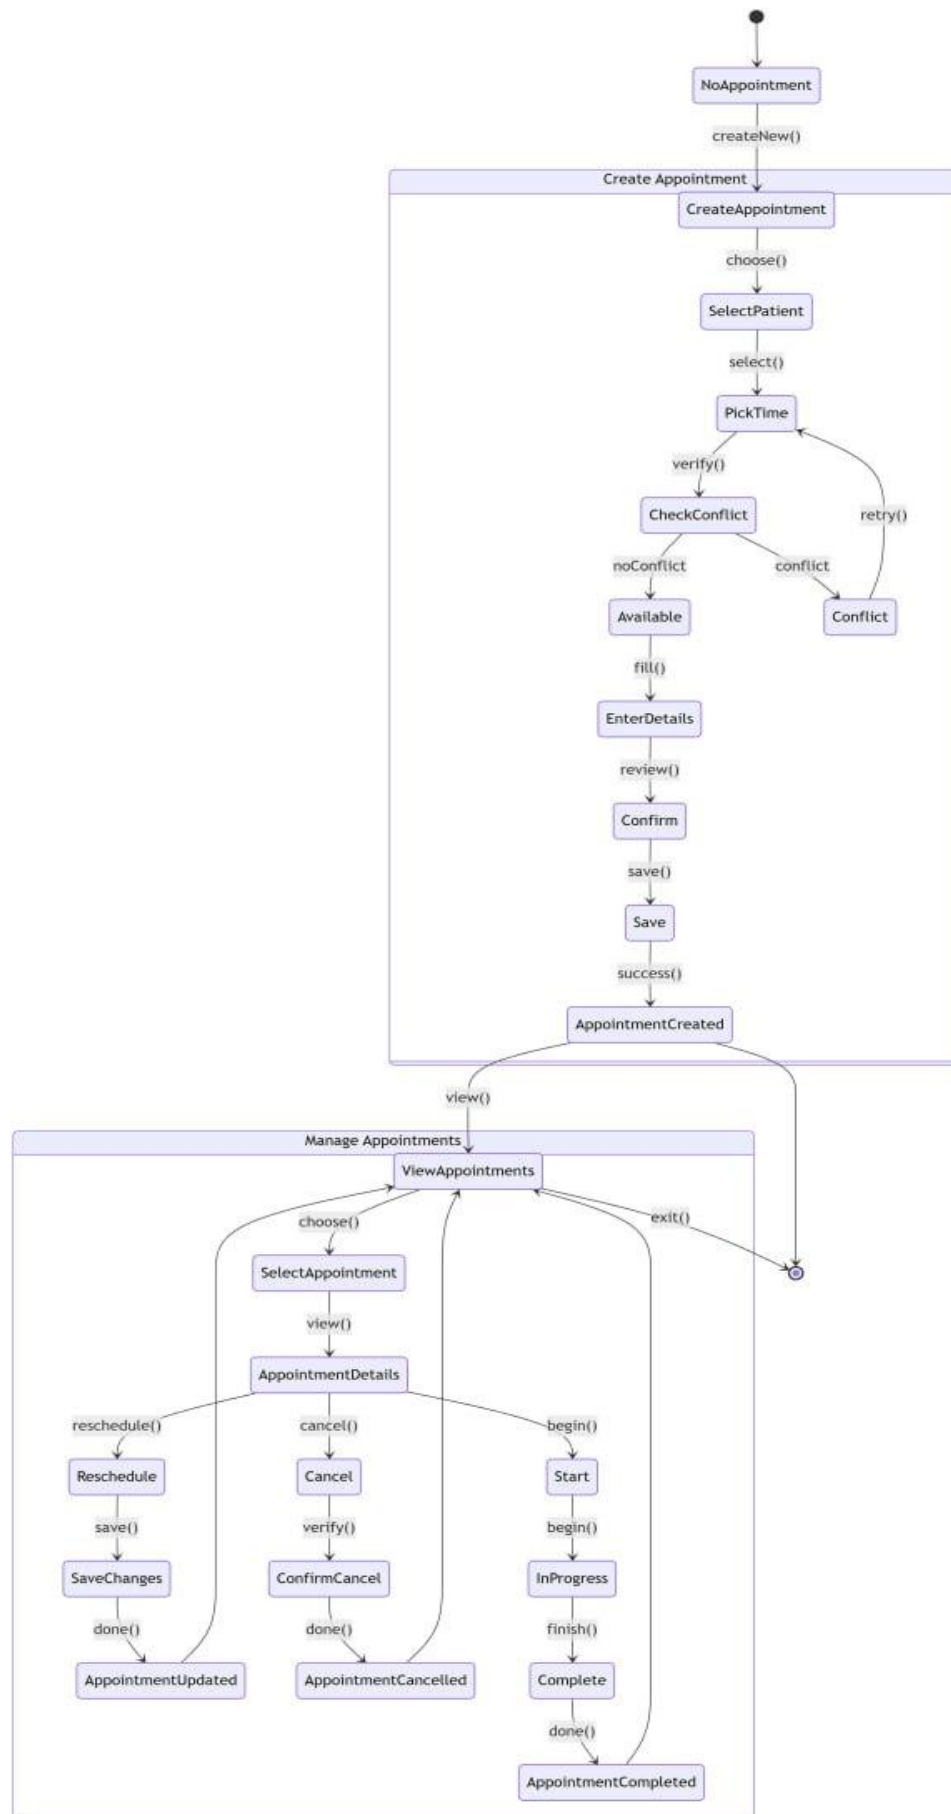 NoAppointment
createNew()
Create Appointment
CreateAppointment
choose()
SelectPatient
select()
PickTime
verify()
CheckConflict
retry()
noConflict
conflict
Available
Conflict
fill()
EnterDetails
review()
Confirm
save()
Save
success()
AppointmentCreated
view()
Manage Appointments
ViewAppointments
choose()
exit()
SelectAppointment
view()
AppointmentDetails
reschedule()
cancel()
begin()
Reschedule
Cancel
Start
save()
verify()
begin()
SaveChanges
ConfirmCancel
InProgress
done()
done()
finish()
AppointmentUpdated
AppointmentCancelled
Complete
done()
AppointmentCompleted